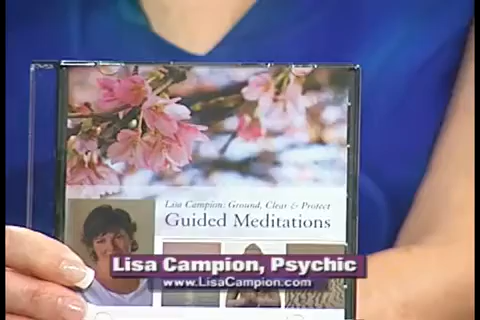 Lisa Campion: Ground, Clear & Protect
Guided Meditations
Lisa Campion, Psychic
www.LisaCampion.com